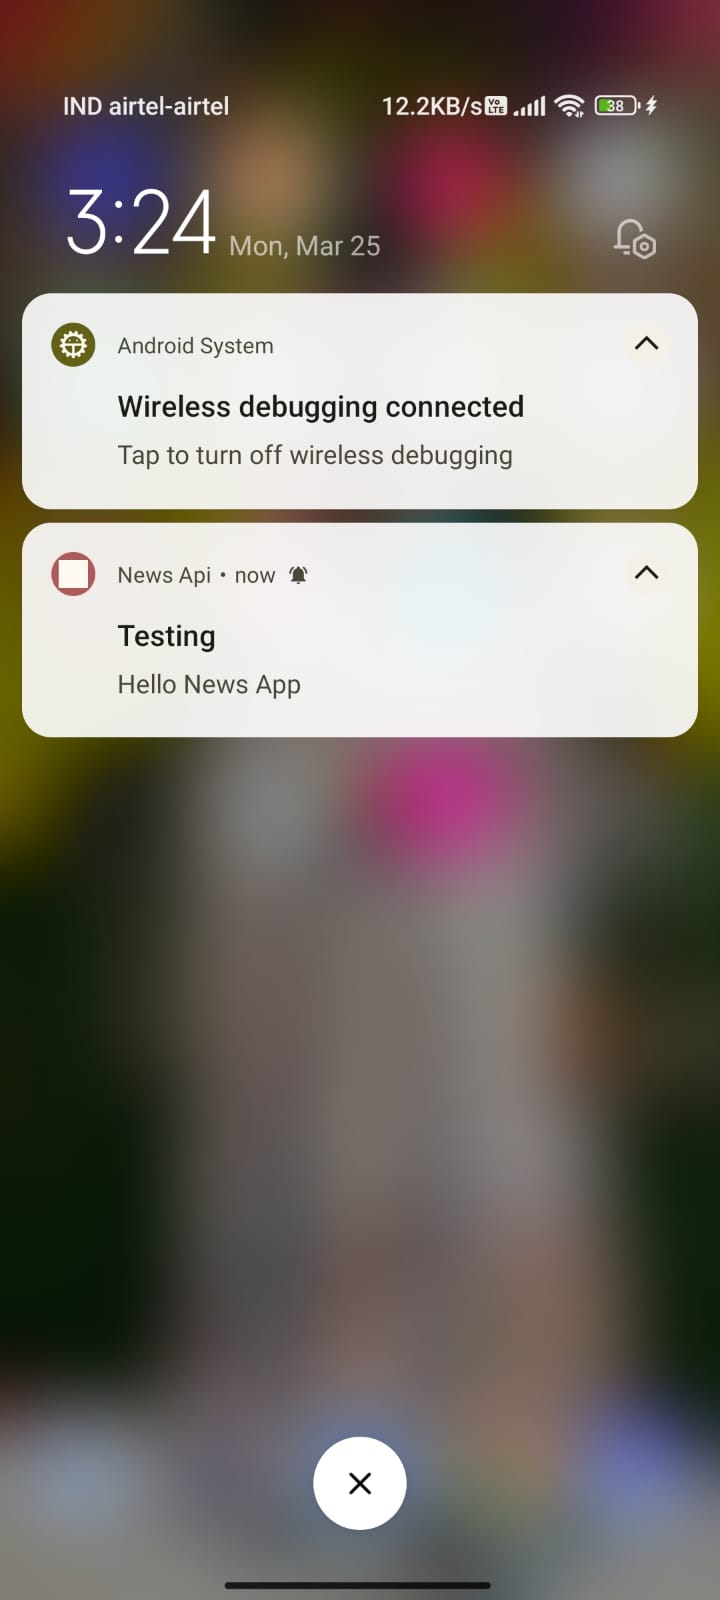 IND airtel-airtel 12.2KB/s Vo LTE 38
3:24 Mon, Mar 25
Android System
Wireless debugging connected
Tap to turn off wireless debugging
News Api • now
Testing
Hello News App